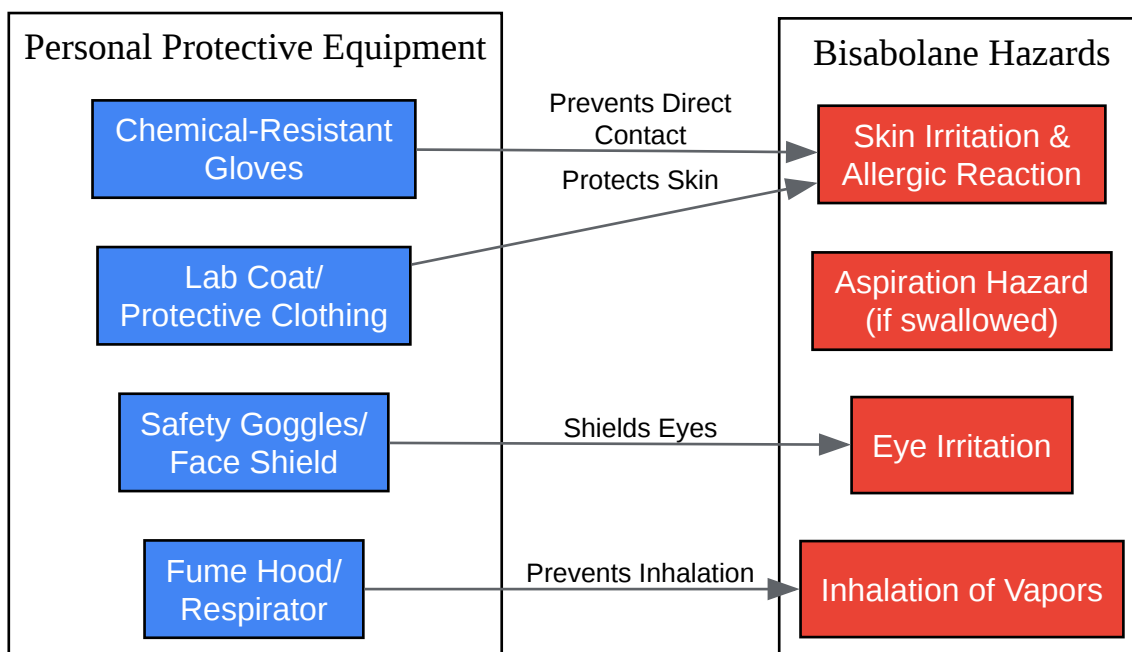 Personal Protective Equipment
Chemical-Resistant
Gloves
Lab Coat/
Protective Clothing
Safety Goggles/
Face Shield
Fume Hood/
Respirator
Prevents Direct
Contact
Protects Skin
Shields Eyes
Prevents Inhalation
Bisabolane Hazards
Skin Irritation &
Allergic Reaction
Aspiration Hazard
(if swallowed)
Eye Irritation
Inhalation of Vapors